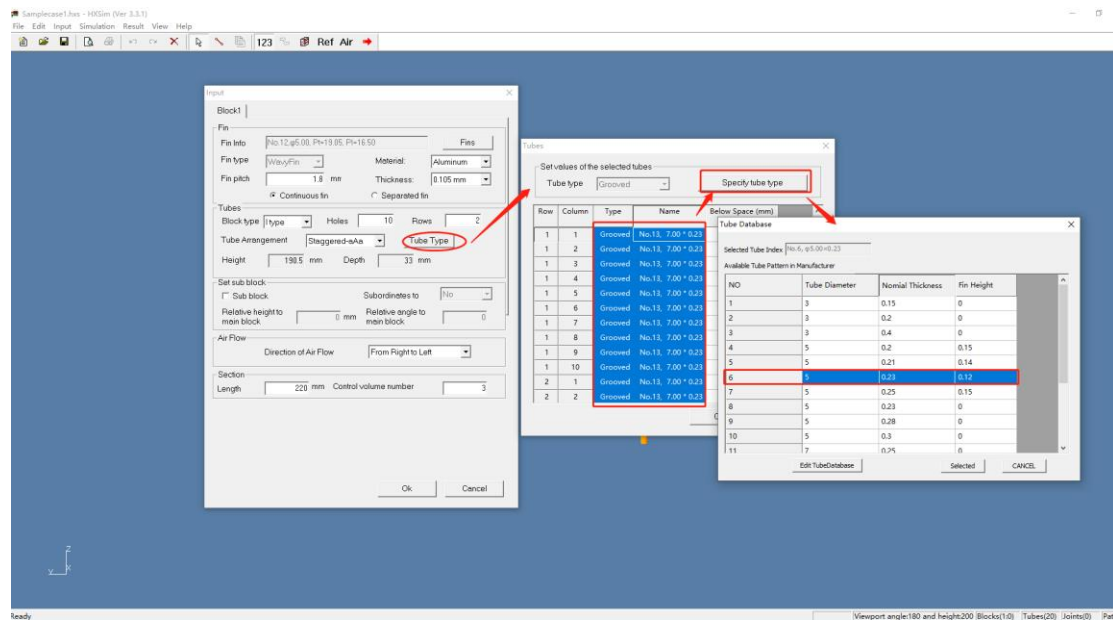 Samplecase1.hxs - HXSim (Ver 3.3.1)
File Edit Input Simulation Result View Help
123 Ref Air
Input
Block1
Fin
Fin Info No.12,φ5.00, Pt=19.05, Pl=16.50 Fins
Fin type WavyFin Material: Aluminum
Fin pitch 1.8 mm Thickness: 0.105 mm
Continuous fin Separated fin
Tubes
Block type I type Holes 10 Rows 2
Tube Arrangement Staggered-aAa Tube Type
Height 190.5 mm Depth 33 mm
Set sub block
Sub block Subordinates to No
Relative height to main block 0 mm Relative angle to main block 0
Air Flow
Direction of Air Flow From Right to Left
Section
Length 220 mm Control volume number 3
Ok Cancel
Tubes
Set values of the selected tubes
Tube type Grooved Specify tube type
Row Column Type Name Below Space (mm)
1 1 Grooved No.13, 7.00 * 0.23
1 2 Grooved No.13, 7.00 * 0.23
1 3 Grooved No.13, 7.00 * 0.23
1 4 Grooved No.13, 7.00 * 0.23
1 5 Grooved No.13, 7.00 * 0.23
1 6 Grooved No.13, 7.00 * 0.23
1 7 Grooved No.13, 7.00 * 0.23
1 8 Grooved No.13, 7.00 * 0.23
1 9 Grooved No.13, 7.00 * 0.23
1 10 Grooved No.13, 7.00 * 0.23
2 1 Grooved No.13, 7.00 * 0.23
2 2 Grooved No.13, 7.00 * 0.23
Tube Database
Selected Tube Index No.6, φ5.00×0.23
Available Tube Pattern in Manufacturer
NO Tube Diameter Nomial Thickness Fin Height
1 3 0.15 0
2 3 0.2 0
3 3 0.4 0
4 5 0.2 0.15
5 5 0.21 0.14
6 5 0.23 0.12
7 5 0.25 0.15
8 5 0.23 0
9 5 0.28 0
10 5 0.3 0
11 7 0.25 0
Edit TubeDatabase Selected CANCEL
Z
Y X
Ready Viewport angle:180 and height:200 Blocks(1:0) Tubes(20) Joints(0)